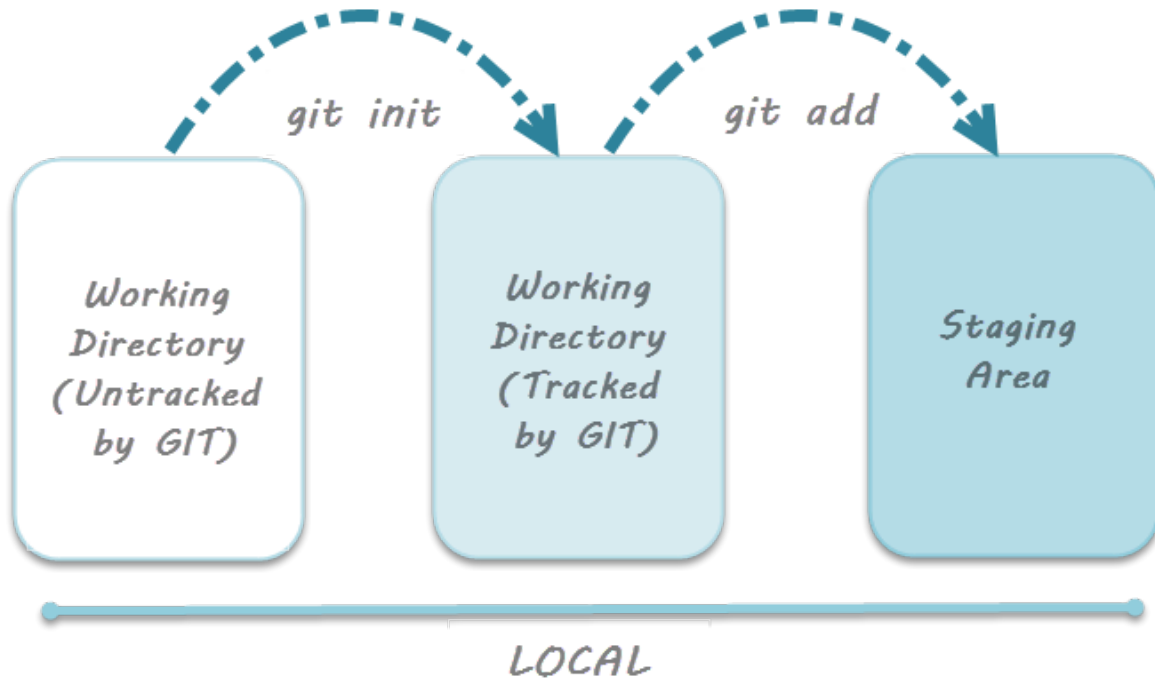 git init
git add
Working
Directory
(Untracked
by GIT)
Working
Directory
(Tracked
by GIT)
Staging
Area
LOCAL